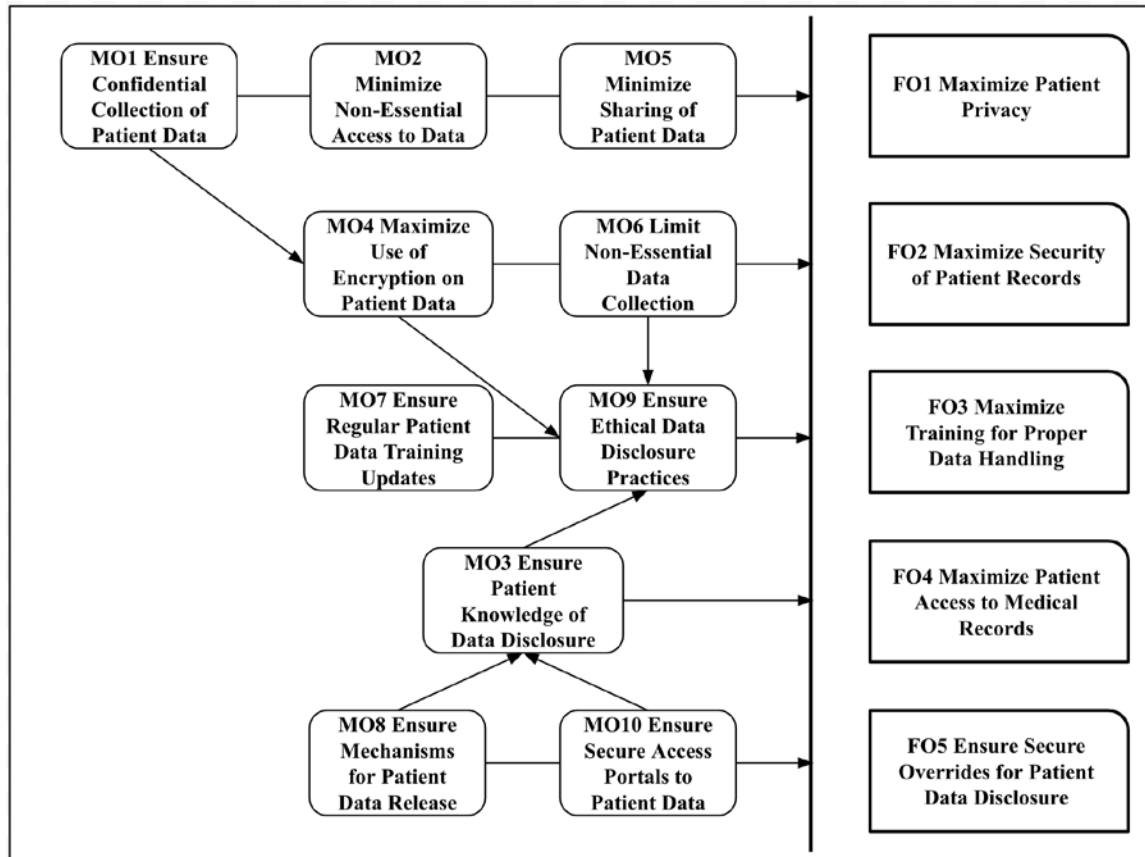 MO1 Ensure
Confidential
Collection of
Patient Data
MO2
Minimize
Non-Essential
Access to Data
MO5
Minimize
Sharing of
Patient Data
FO1 Maximize Patient
Privacy
MO4 Maximize
Use of
Encryption on
Patient Data
MO6 Limit
Non-Essential
Data
Collection
FO2 Maximize Security
of Patient Records
MO7 Ensure
Regular Patient
Data Training
Updates
MO9 Ensure
Ethical Data
Disclosure
Practices
FO3 Maximize
Training for Proper
Data Handling
MO3 Ensure
Patient
Knowledge of
Data Disclosure
FO4 Maximize Patient
Access to Medical
Records
MO8 Ensure
Mechanisms
for Patient
Data Release
MO10 Ensure
Secure Access
Portals to
Patient Data
FO5 Ensure Secure
Overrides for Patient
Data Disclosure